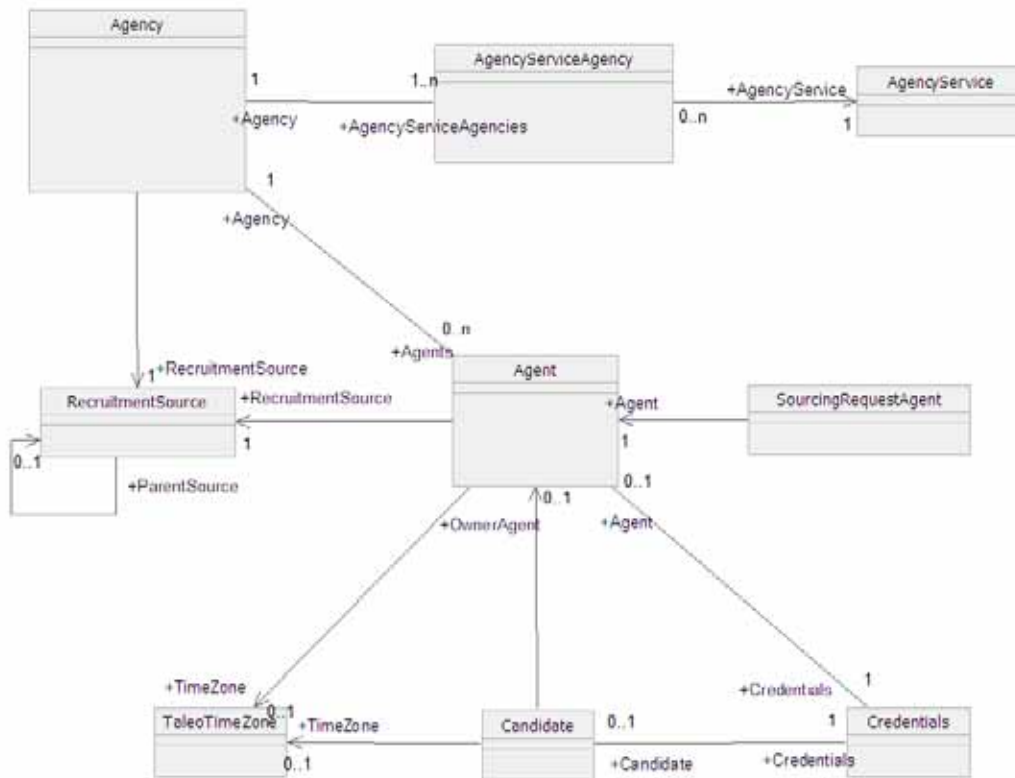 Agency
AgencyServiceAgency
AgencyService
1
1..n
+AgencyService
+Agency
+AgencyServiceAgencies
0..n
1
1
+Agency
0..n
+Agents
1
+RecruitmentSource
Agent
RecruitmentSource
+RecruitmentSource
SourcingRequestAgent
+Agent
0..1
1
1
+ParentSource
0..1
0..1
+OwnerAgent
+Agent
+TimeZone
+Credentials
1
0..1
TaleoTimeZone
+TimeZone
Candidate
0..1
1
Credentials
0..1
+Candidate
+Credentials